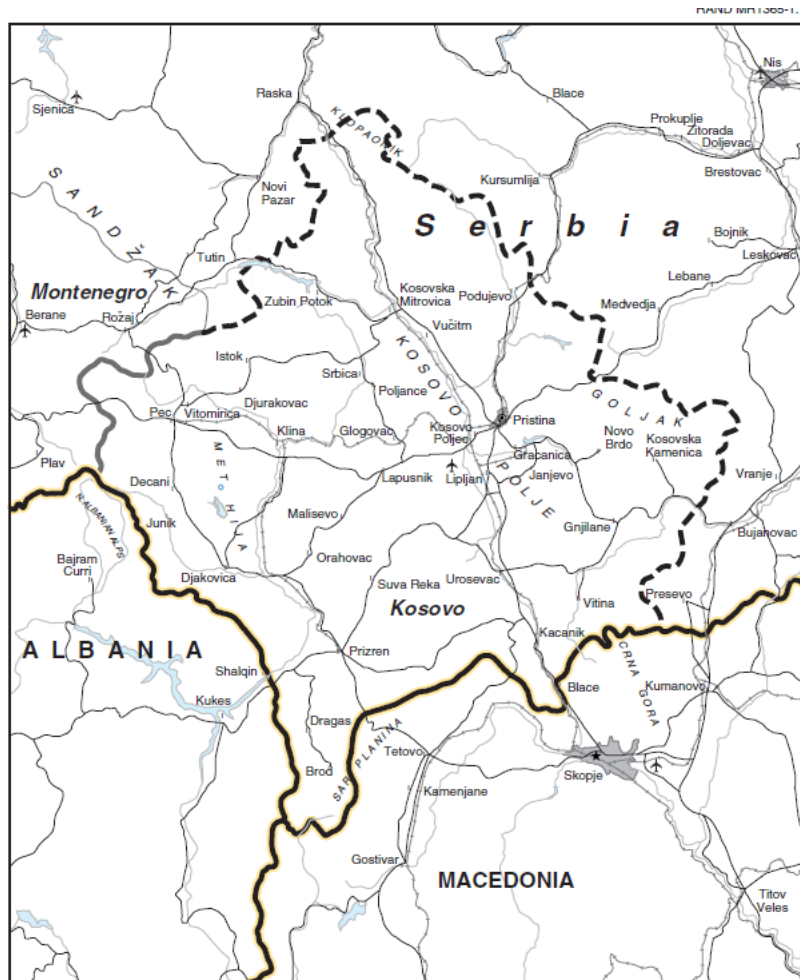 RAND MR1365-1.
Nis
Sjenica
Raska
Blace
KUOPAONIK
Prokuplje
Zitorada
Doljevac
Brestovac
Kursumlija
Novi
Pazar
SANDŽAK
Serbia
Bojnik
Leskovac
Tutin
Lebane
Montenegro
Zubin Potok
Kosovska
Mitrovica
Podujevo
Medvedja
Berane
Rožaj
Vučitrn
KOSOVO
Istok
Srbica
Poljance
Djurakovac
GOLJAK
Pec
Vitomirica
Klina
Glogovac
Kosovo
Poljec
Pristina
Novo
Brdo
Kosovska
Kamenica
Gracanica
Plav
METOHIJA
Decani
Lapusnik
Lipljan
Janjevo
Vranje
POLJE
N. ALBANIAN ALPS
Junik
Malisevo
Gnjilane
Bujanovac
Bajram
Curri
Orahovac
Djakovica
Suva Reka
Urosevac
Kosovo
Vitina
Presevo
ALBANIA
Kacanik
Prizren
Shalqin
CRNA GORA
Blace
Kumanovo
Kukes
Dragas
SAR PLANINA
Tetovo
Brod
Skopje
Kamenjane
Gostivar
MACEDONIA
Titov
Veles